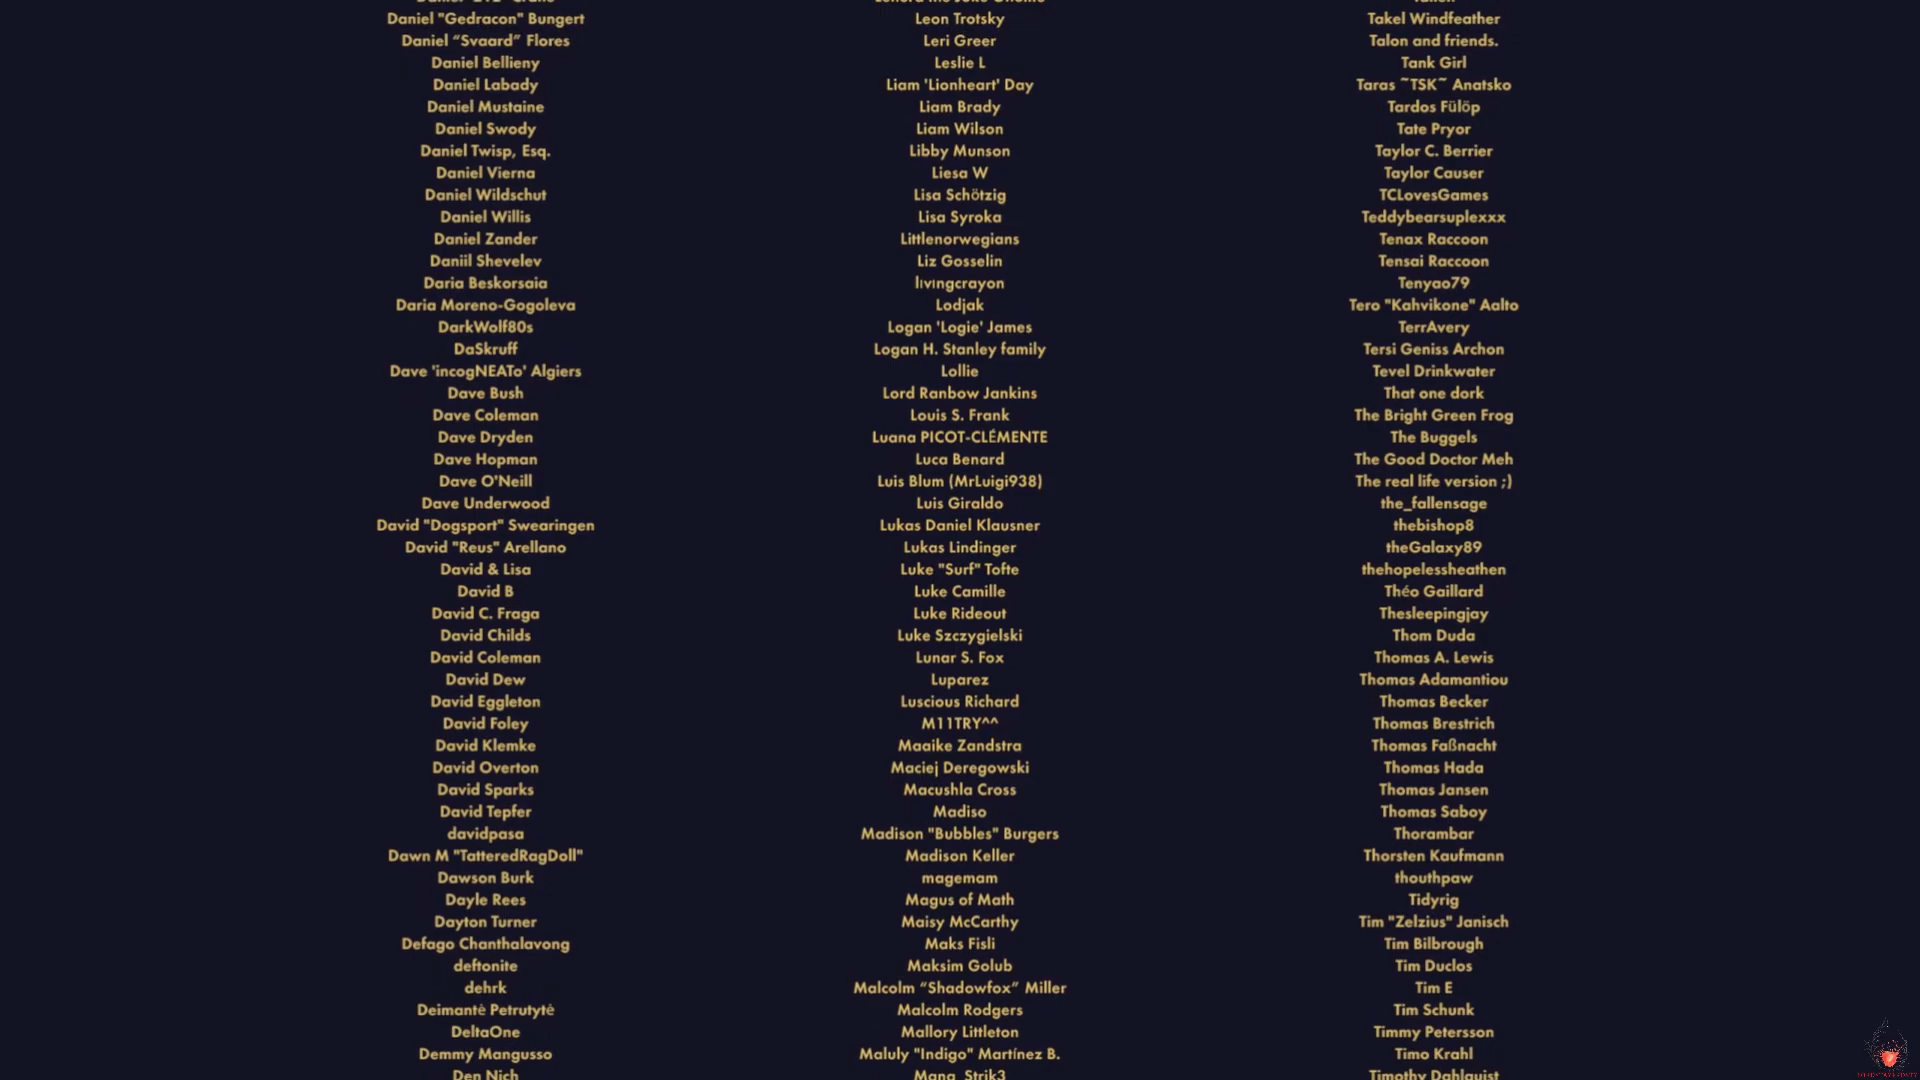 Daniel "Gedracon" Bungert
Daniel “Svaard” Flores
Daniel Bellieny
Daniel Labady
Daniel Mustaine
Daniel Swody
Daniel Twisp, Esq.
Daniel Vierna
Daniel Wildschut
Daniel Willis
Daniel Zander
Daniil Shevelev
Daria Beskorsaia
Daria Moreno-Gogoleva
DarkWolf80s
DaSkruff
Dave 'incogNEATo' Algiers
Dave Bush
Dave Coleman
Dave Dryden
Dave Hopman
Dave O'Neill
Dave Underwood
David "Dogsport" Swearingen
David "Reus" Arellano
David & Lisa
David B
David C. Fraga
David Childs
David Coleman
David Dew
David Eggleton
David Foley
David Klemke
David Overton
David Sparks
David Tepfer
davidpasa
Dawn M "TatteredRagDoll"
Dawson Burk
Dayle Rees
Dayton Turner
Defago Chanthalavong
deftonite
dehrk
Deimantė Petrutytė
DeltaOne
Demmy Mangusso
Den Nich
Leon Trotsky
Leri Greer
Leslie L
Liam 'Lionheart' Day
Liam Brady
Liam Wilson
Libby Munson
Liesa W
Lisa Schötzig
Lisa Syroka
Littlenorwegians
Liz Gosselin
lıvıngcrayon
Lodjak
Logan 'Logie' James
Logan H. Stanley family
Lollie
Lord Ranbow Jankins
Louis S. Frank
Luana PICOT-CLÉMENTE
Luca Benard
Luis Blum (MrLuigi938)
Luis Giraldo
Lukas Daniel Klausner
Lukas Lindinger
Luke "Surf" Tofte
Luke Camille
Luke Rideout
Luke Szczygielski
Lunar S. Fox
Luparez
Luscious Richard
M11TRY^^
Maaike Zandstra
Maciej Deregowski
Macushla Cross
Madiso
Madison "Bubbles" Burgers
Madison Keller
magemam
Magus of Math
Maisy McCarthy
Maks Fisli
Maksim Golub
Malcolm “Shadowfox” Miller
Malcolm Rodgers
Mallory Littleton
Maluly "Indigo" Martínez B.
Mana_Strik3
Takel Windfeather
Talon and friends.
Tank Girl
Taras ~TSK~ Anatsko
Tardos Fülöp
Tate Pryor
Taylor C. Berrier
Taylor Causer
TCLovesGames
Teddybearsuplexxx
Tenax Raccoon
Tensai Raccoon
Tenyao79
Tero "Kahvikone" Aalto
TerrAvery
Tersi Geniss Archon
Tevel Drinkwater
That one dork
The Bright Green Frog
The Buggels
The Good Doctor Meh
The real life version ;)
the_fallensage
thebishop8
theGalaxy89
thehopelessheathen
Théo Gaillard
Thesleepingjay
Thom Duda
Thomas A. Lewis
Thomas Adamantiou
Thomas Becker
Thomas Brestrich
Thomas Faßnacht
Thomas Hada
Thomas Jansen
Thomas Saboy
Thorambar
Thorsten Kaufmann
thouthpaw
Tidyrig
Tim "Zelzius" Janisch
Tim Bilbrough
Tim Duclos
Tim E
Tim Schunk
Timmy Petersson
Timo Krahl
Timothy Dahlquist